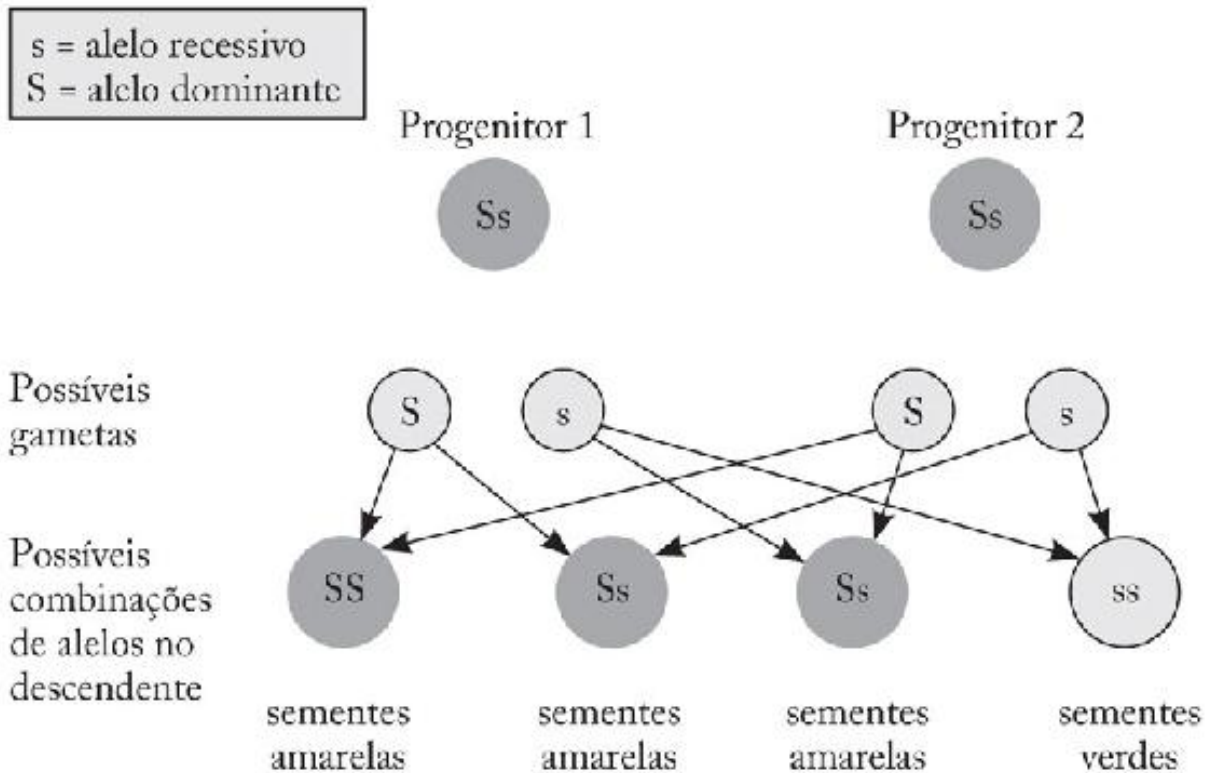 s = alelo recessivo
S = alelo dominante
Progenitor 1
Progenitor 2
Ss
Ss
Possíveis
gametas
S
s
S
s
Possíveis
combinações
de alelos no
descendente
SS
Ss
Ss
ss
sementes
amarelas
sementes
amarelas
sementes
amarelas
sementes
verdes